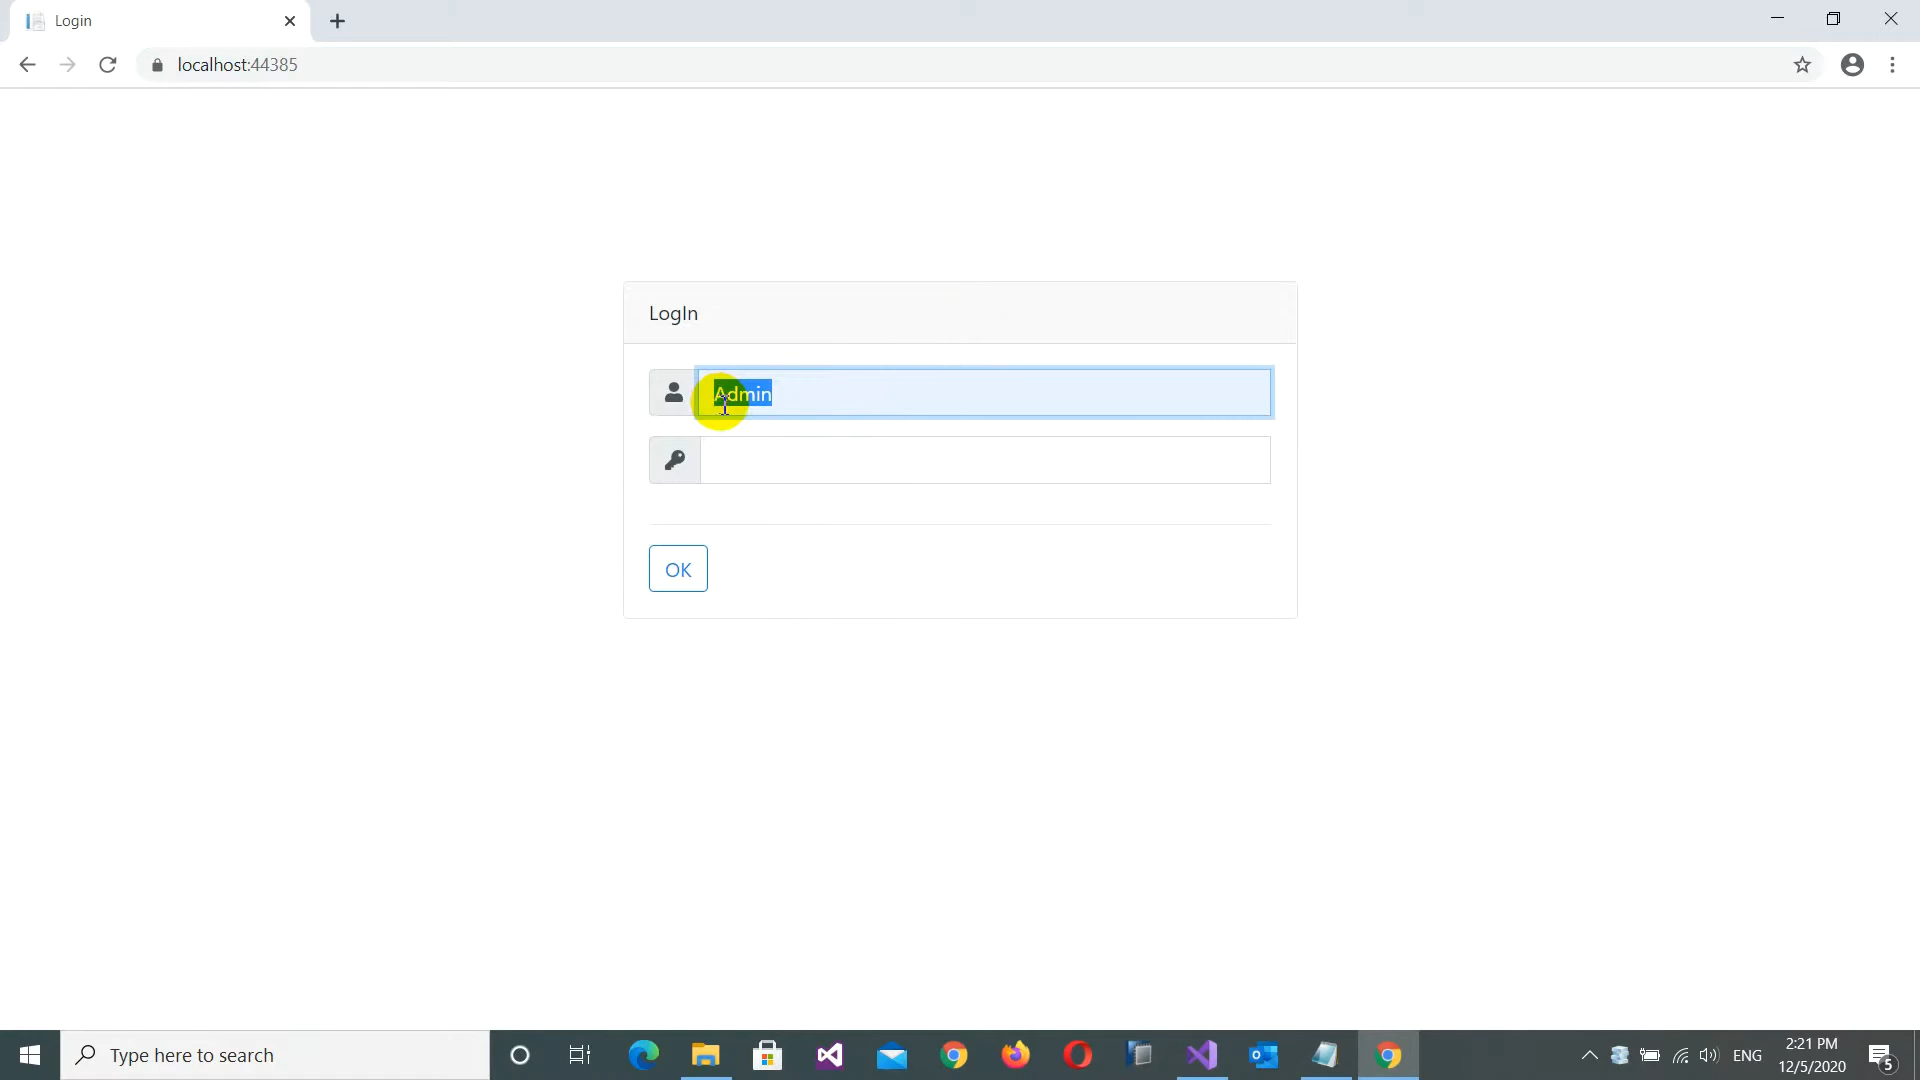 Login
localhost:44385
LogIn
Admin
OK
Type here to search
ENG
2:21 PM
12/5/2020
5